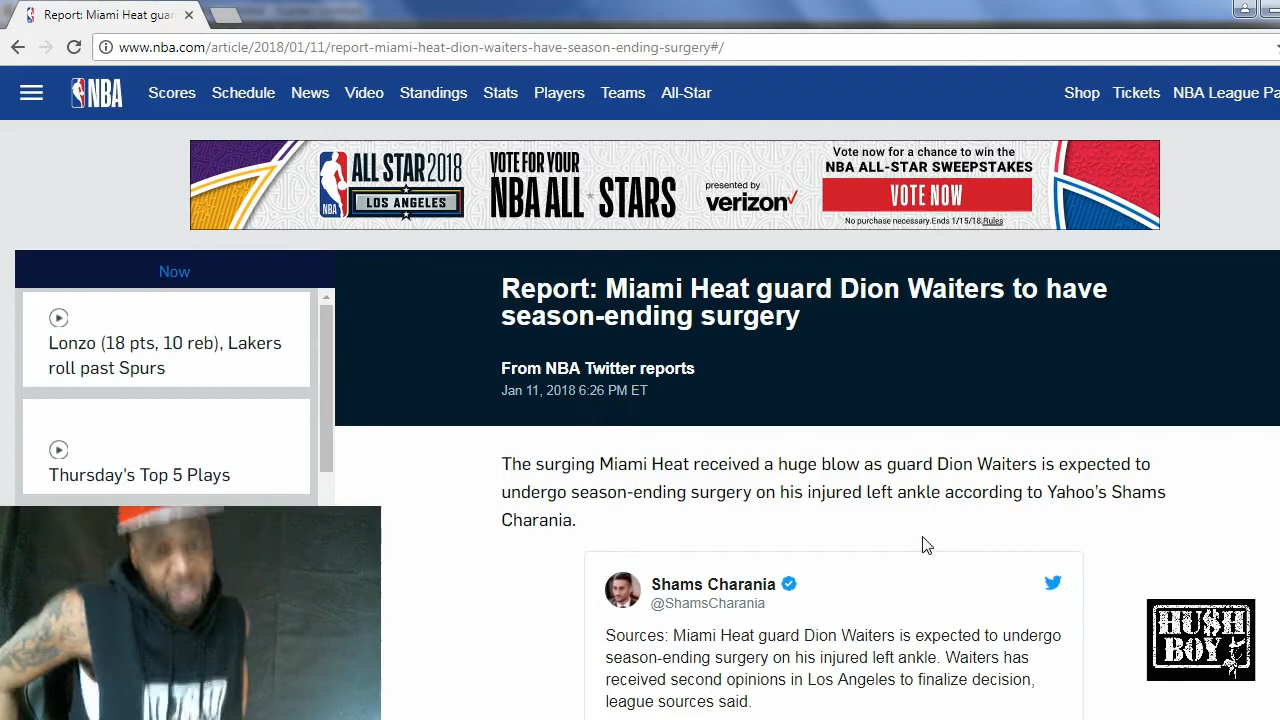 Report: Miami Heat guar
www.nba.com/article/2018/01/11/report-miami-heat-dion-waiters-have-season-ending-surgery#/
NBA Scores Schedule News Video Standings Stats Players Teams All-Star Shop Tickets NBA League Pa
NBA
ALL STAR 2018
LOS ANGELES
VOTE FOR YOUR
NBA ALL STARS
presented by
verizon
Vote now for a chance to win the
NBA ALL-STAR SWEEPSTAKES
VOTE NOW
No purchase necessary.Ends 1/15/18.Rules
Now
Lonzo (18 pts, 10 reb), Lakers
roll past Spurs
Thursday's Top 5 Plays
Report: Miami Heat guard Dion Waiters to have
season-ending surgery
From NBA Twitter reports
Jan 11, 2018 6:26 PM ET
The surging Miami Heat received a huge blow as guard Dion Waiters is expected to
undergo season-ending surgery on his injured left ankle according to Yahoo's Shams
Charania.
Shams Charania
@ShamsCharania
Sources: Miami Heat guard Dion Waiters is expected to undergo
season-ending surgery on his injured left ankle. Waiters has
received second opinions in Los Angeles to finalize decision,
league sources said.
HU$H
BOY